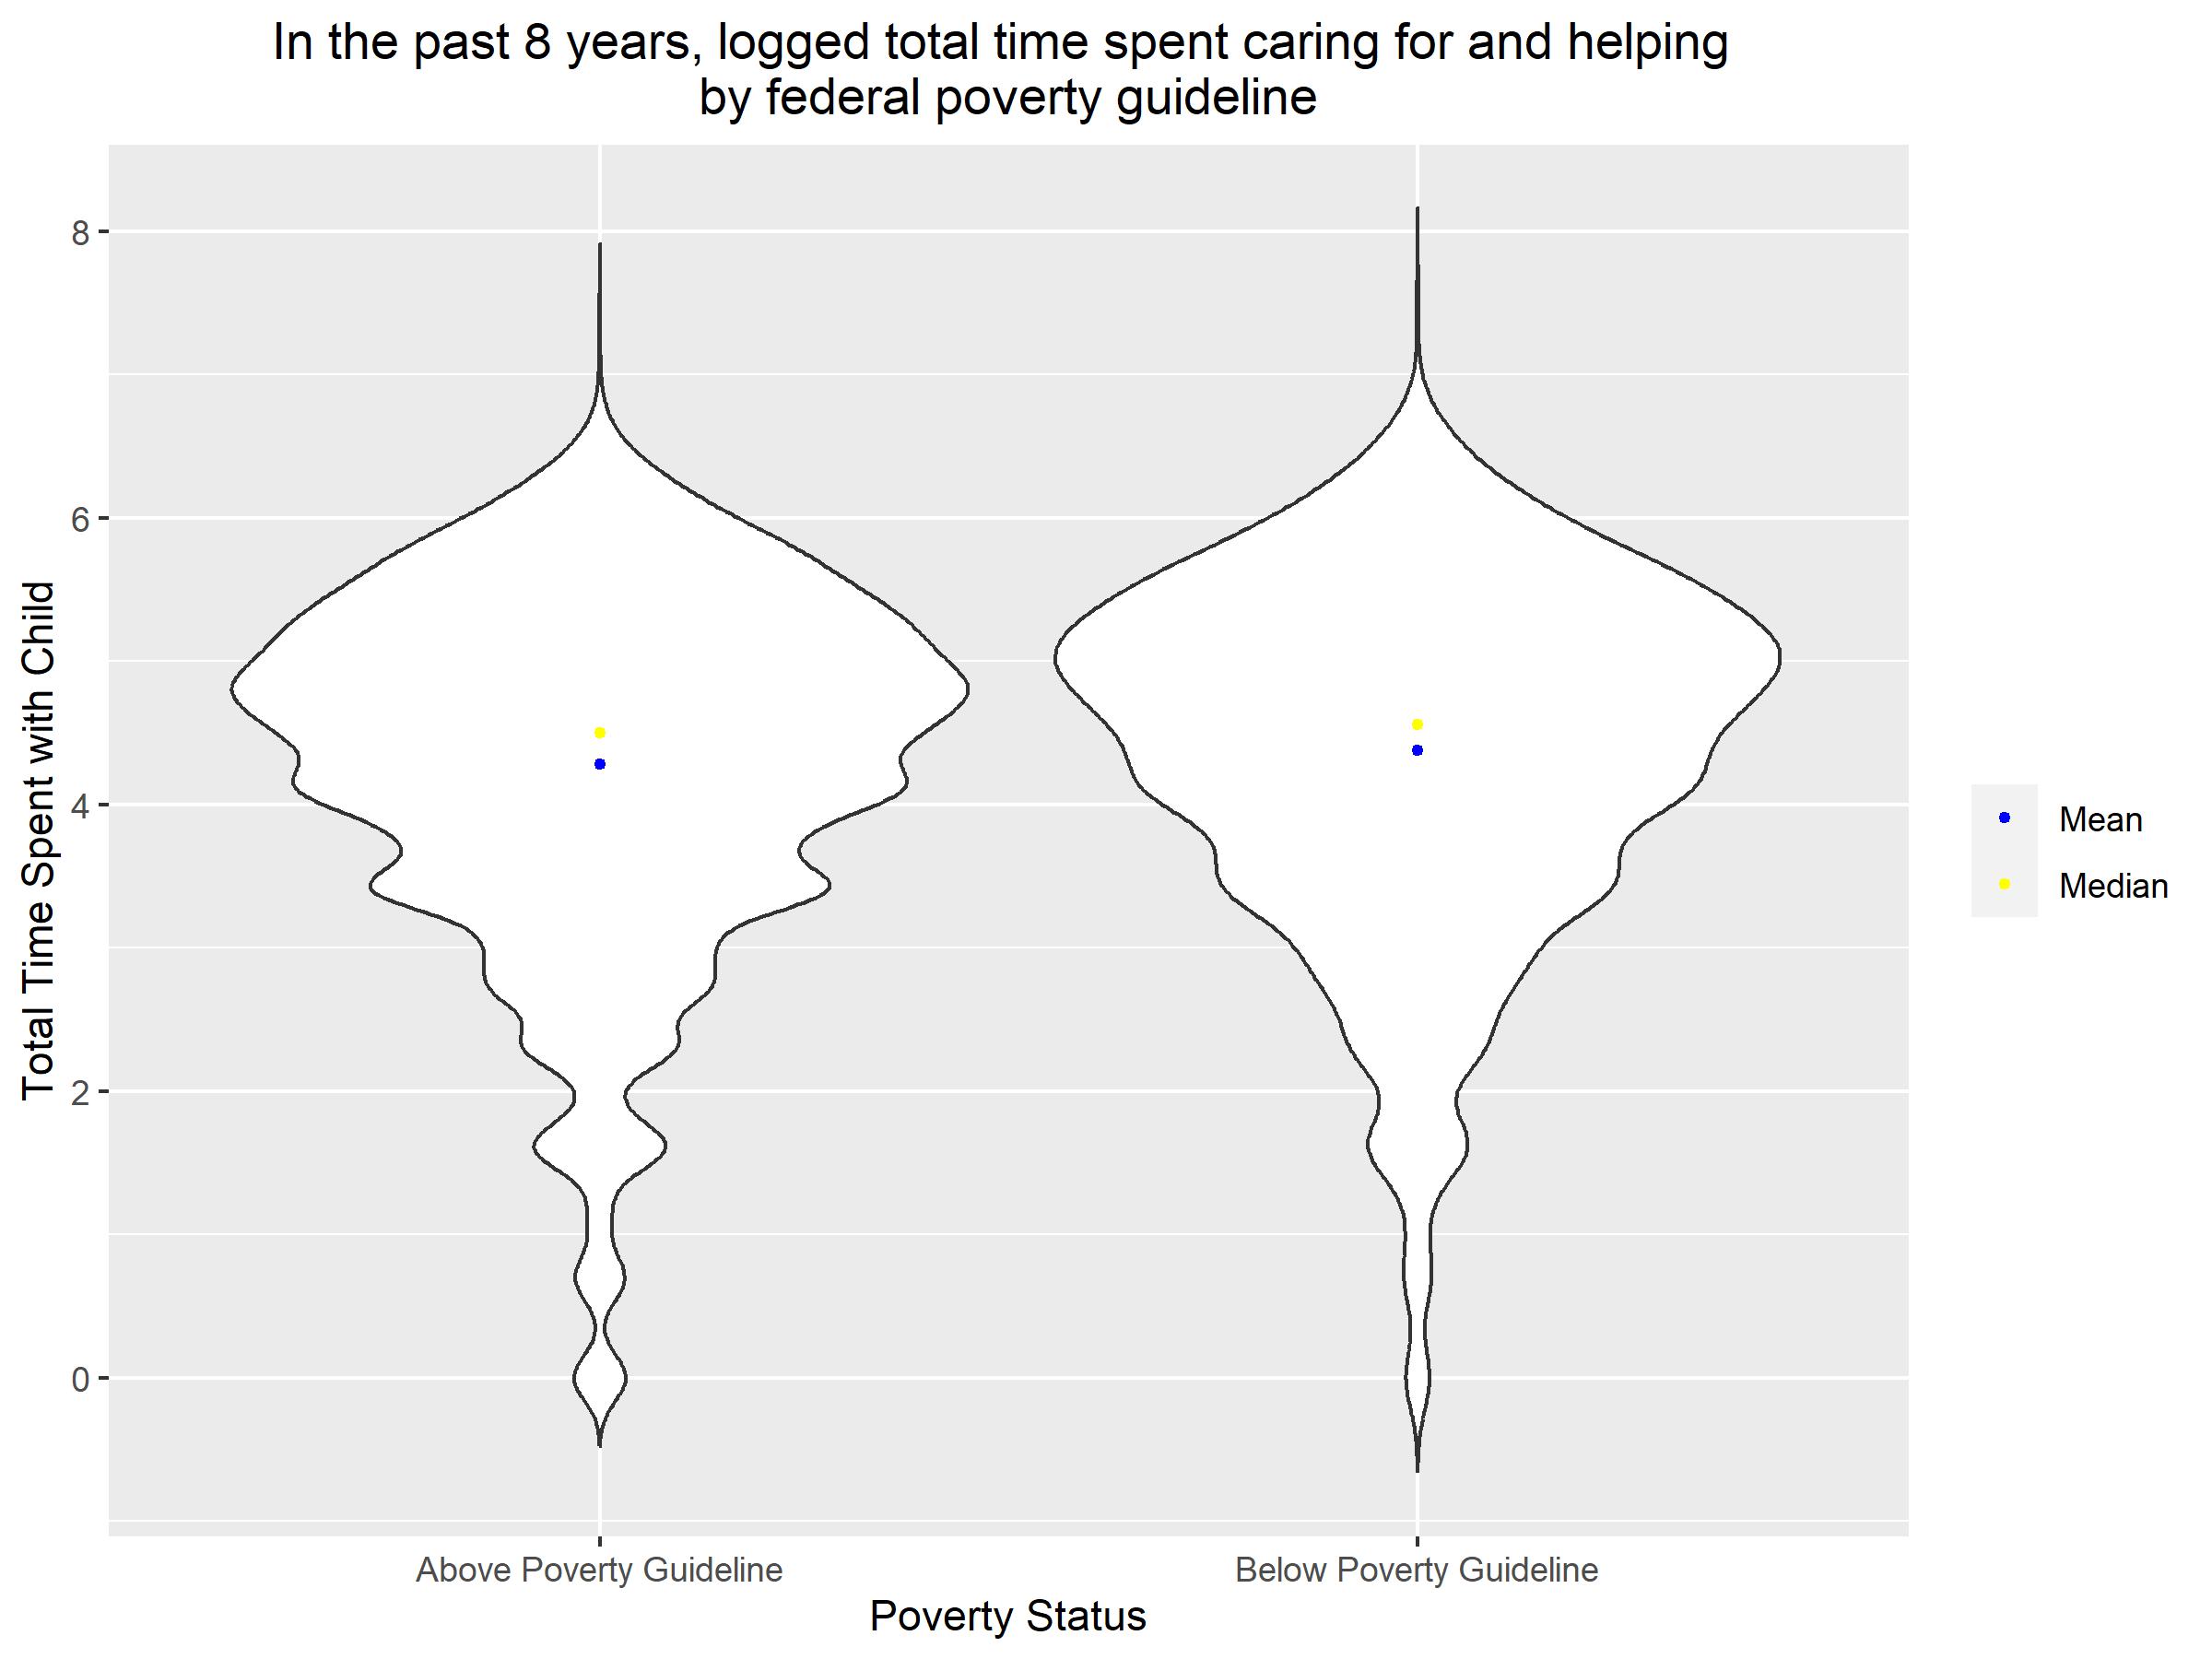 In the past 8 years, logged total time spent caring for and helping
by federal poverty guideline
Total Time Spent with Child
8
6
4
2
0
Above Poverty Guideline
Below Poverty Guideline
Poverty Status
Mean
Median